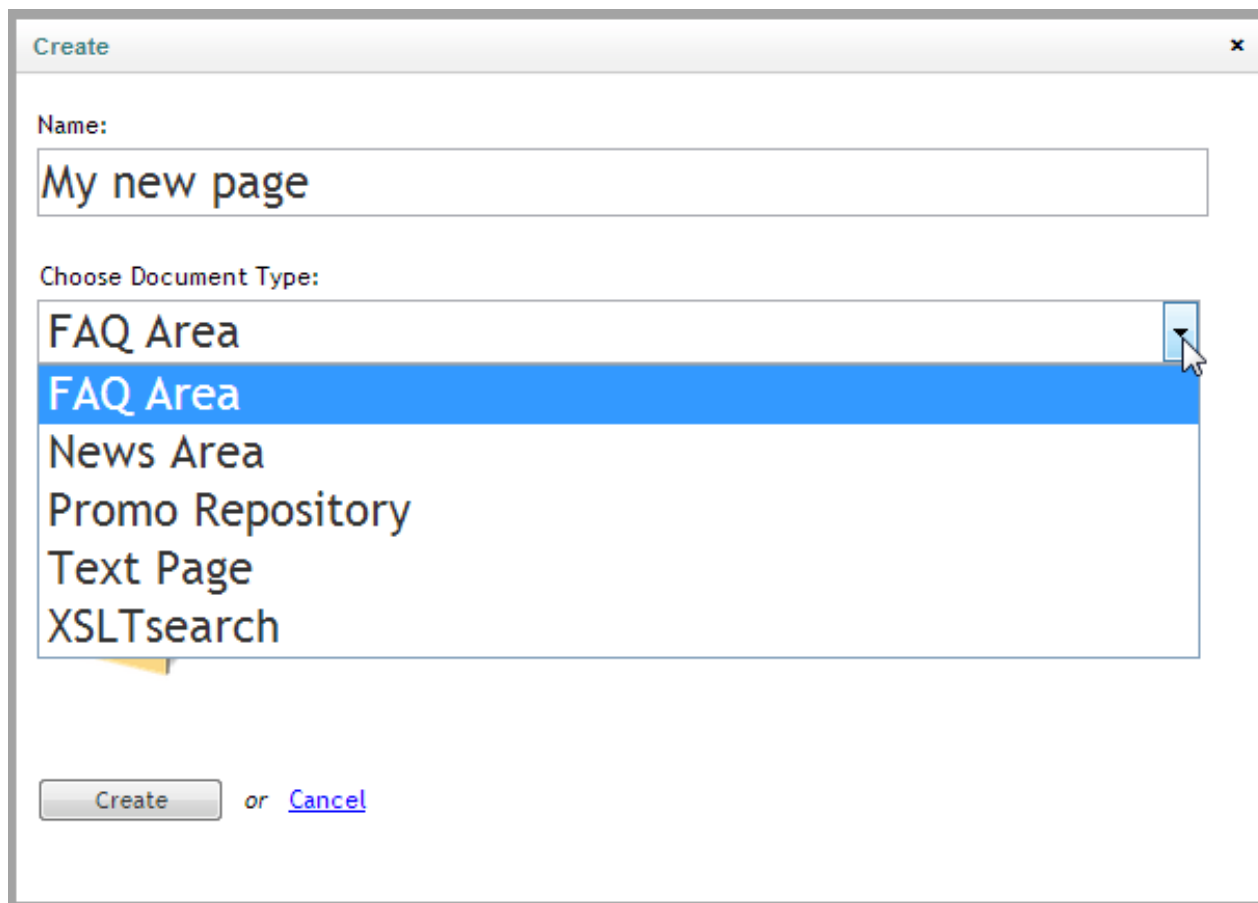 Create
Name:
My new page
Choose Document Type:
FAQ Area
FAQ Area
News Area
Promo Repository
Text Page
XSLTsearch
Create or Cancel